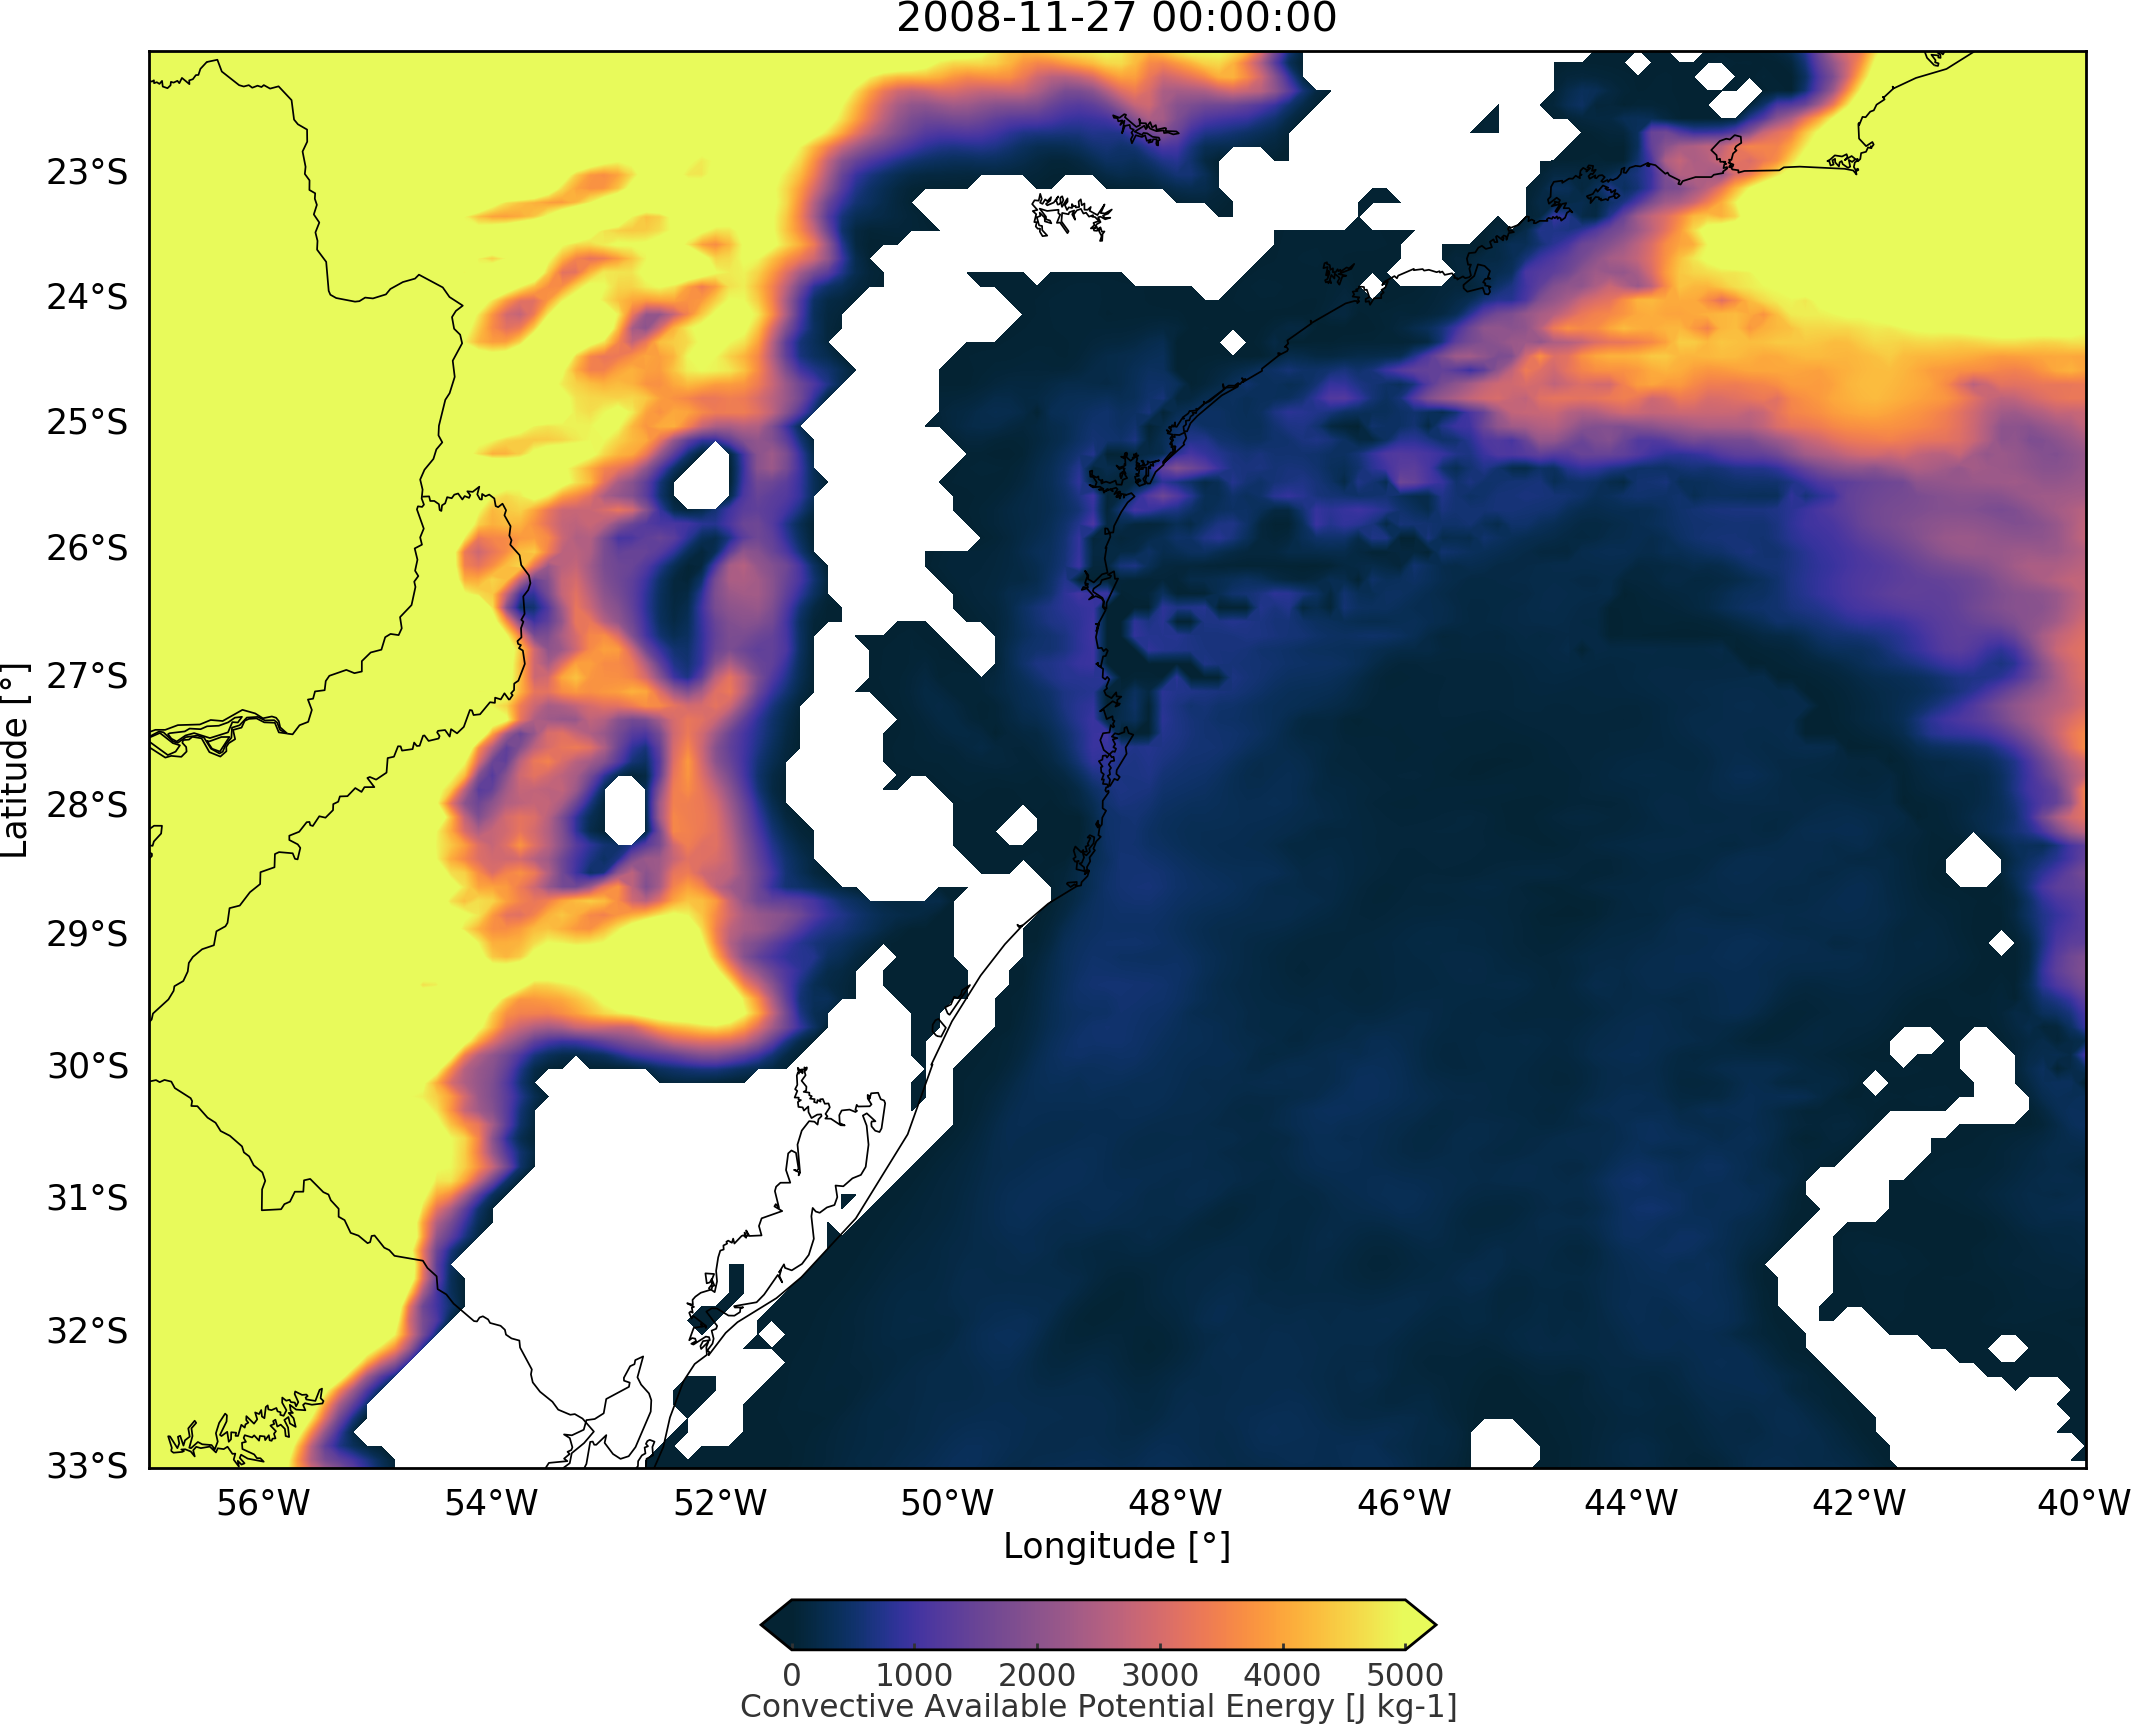 2008-11-27 00:00:00
23°S
24°S
25°S
26°S
27°S
28°S
29°S
30°S
31°S
32°S
33°S
Latitude [°]
56°W 54°W 52°W 50°W 48°W 46°W 44°W 42°W 40°W
Longitude [°]
0 1000 2000 3000 4000 5000
Convective Available Potential Energy [J kg-1]